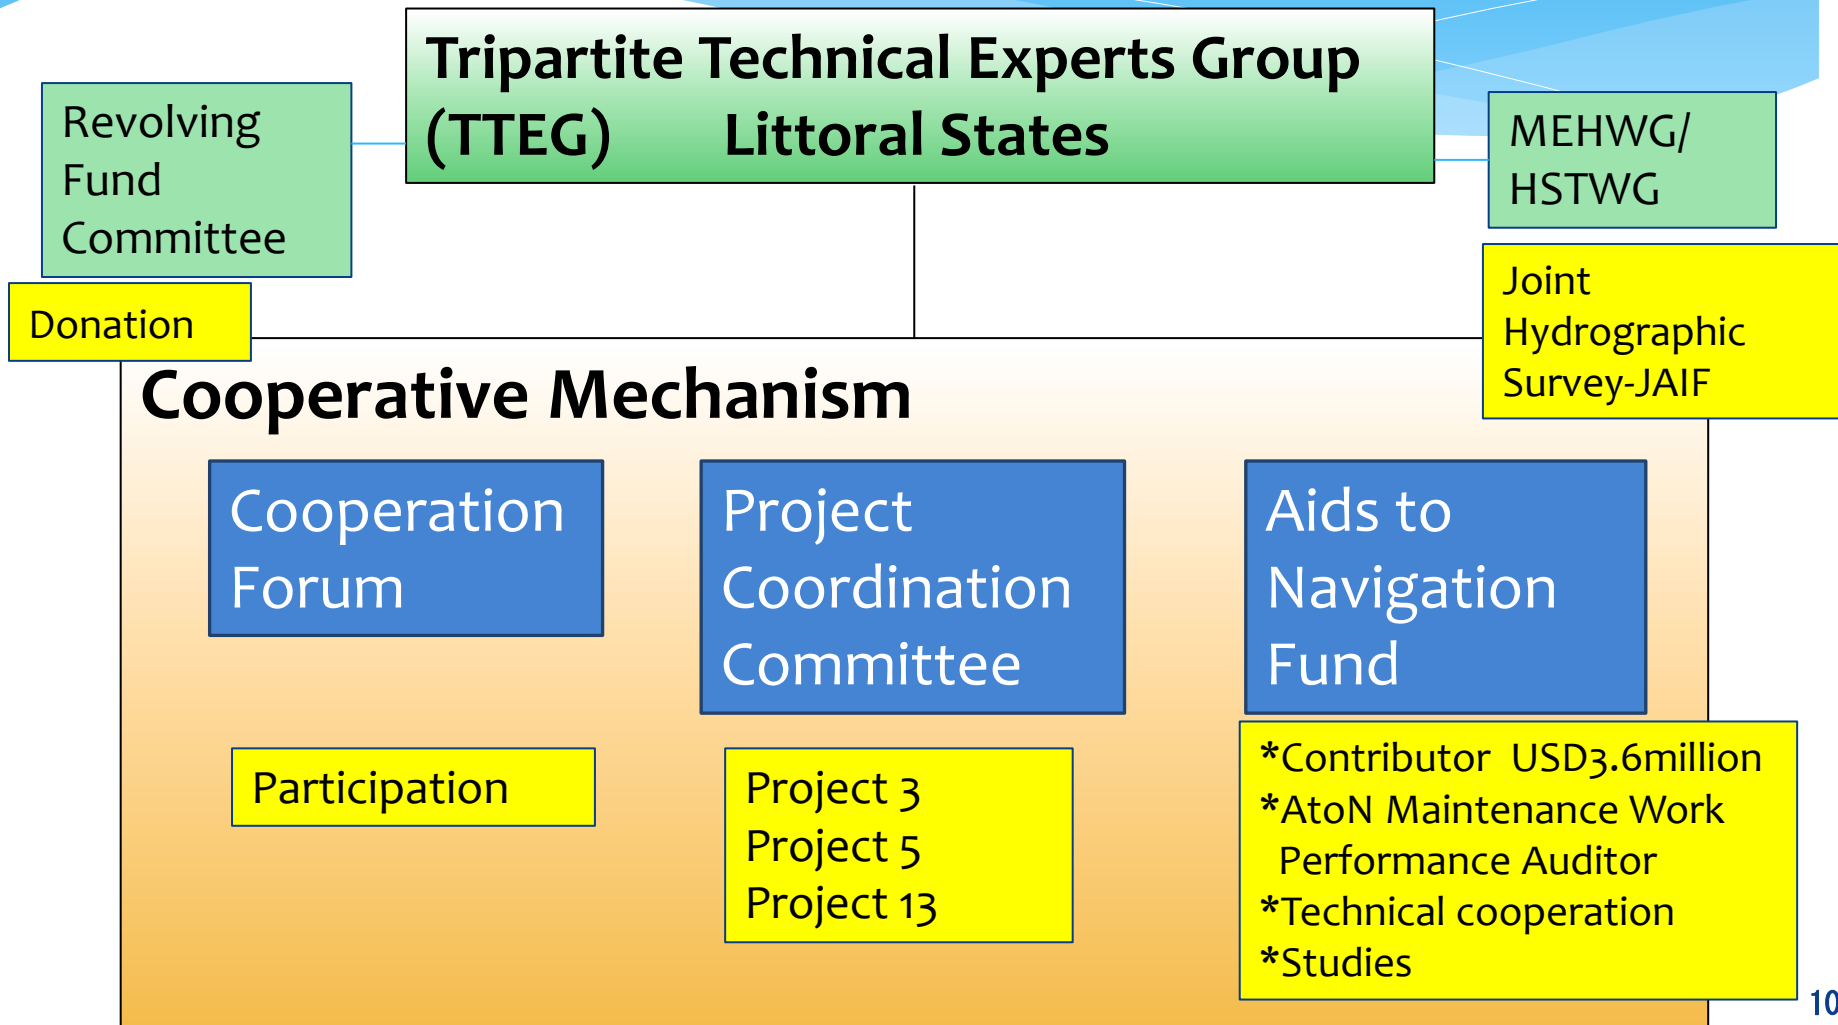 Tripartite Technical Experts Group
(TTEG) Littoral States
Revolving
Fund
Committee
MEHWG/
HSTWG
Donation
Joint
Hydrographic
Survey-JAIF
Cooperative Mechanism
Cooperation
Forum
Project
Coordination
Committee
Aids to
Navigation
Fund
Participation
Project 3
Project 5
Project 13
*Contributor USD3.6million
*AtoN Maintenance Work
Performance Auditor
*Technical cooperation
*Studies
10